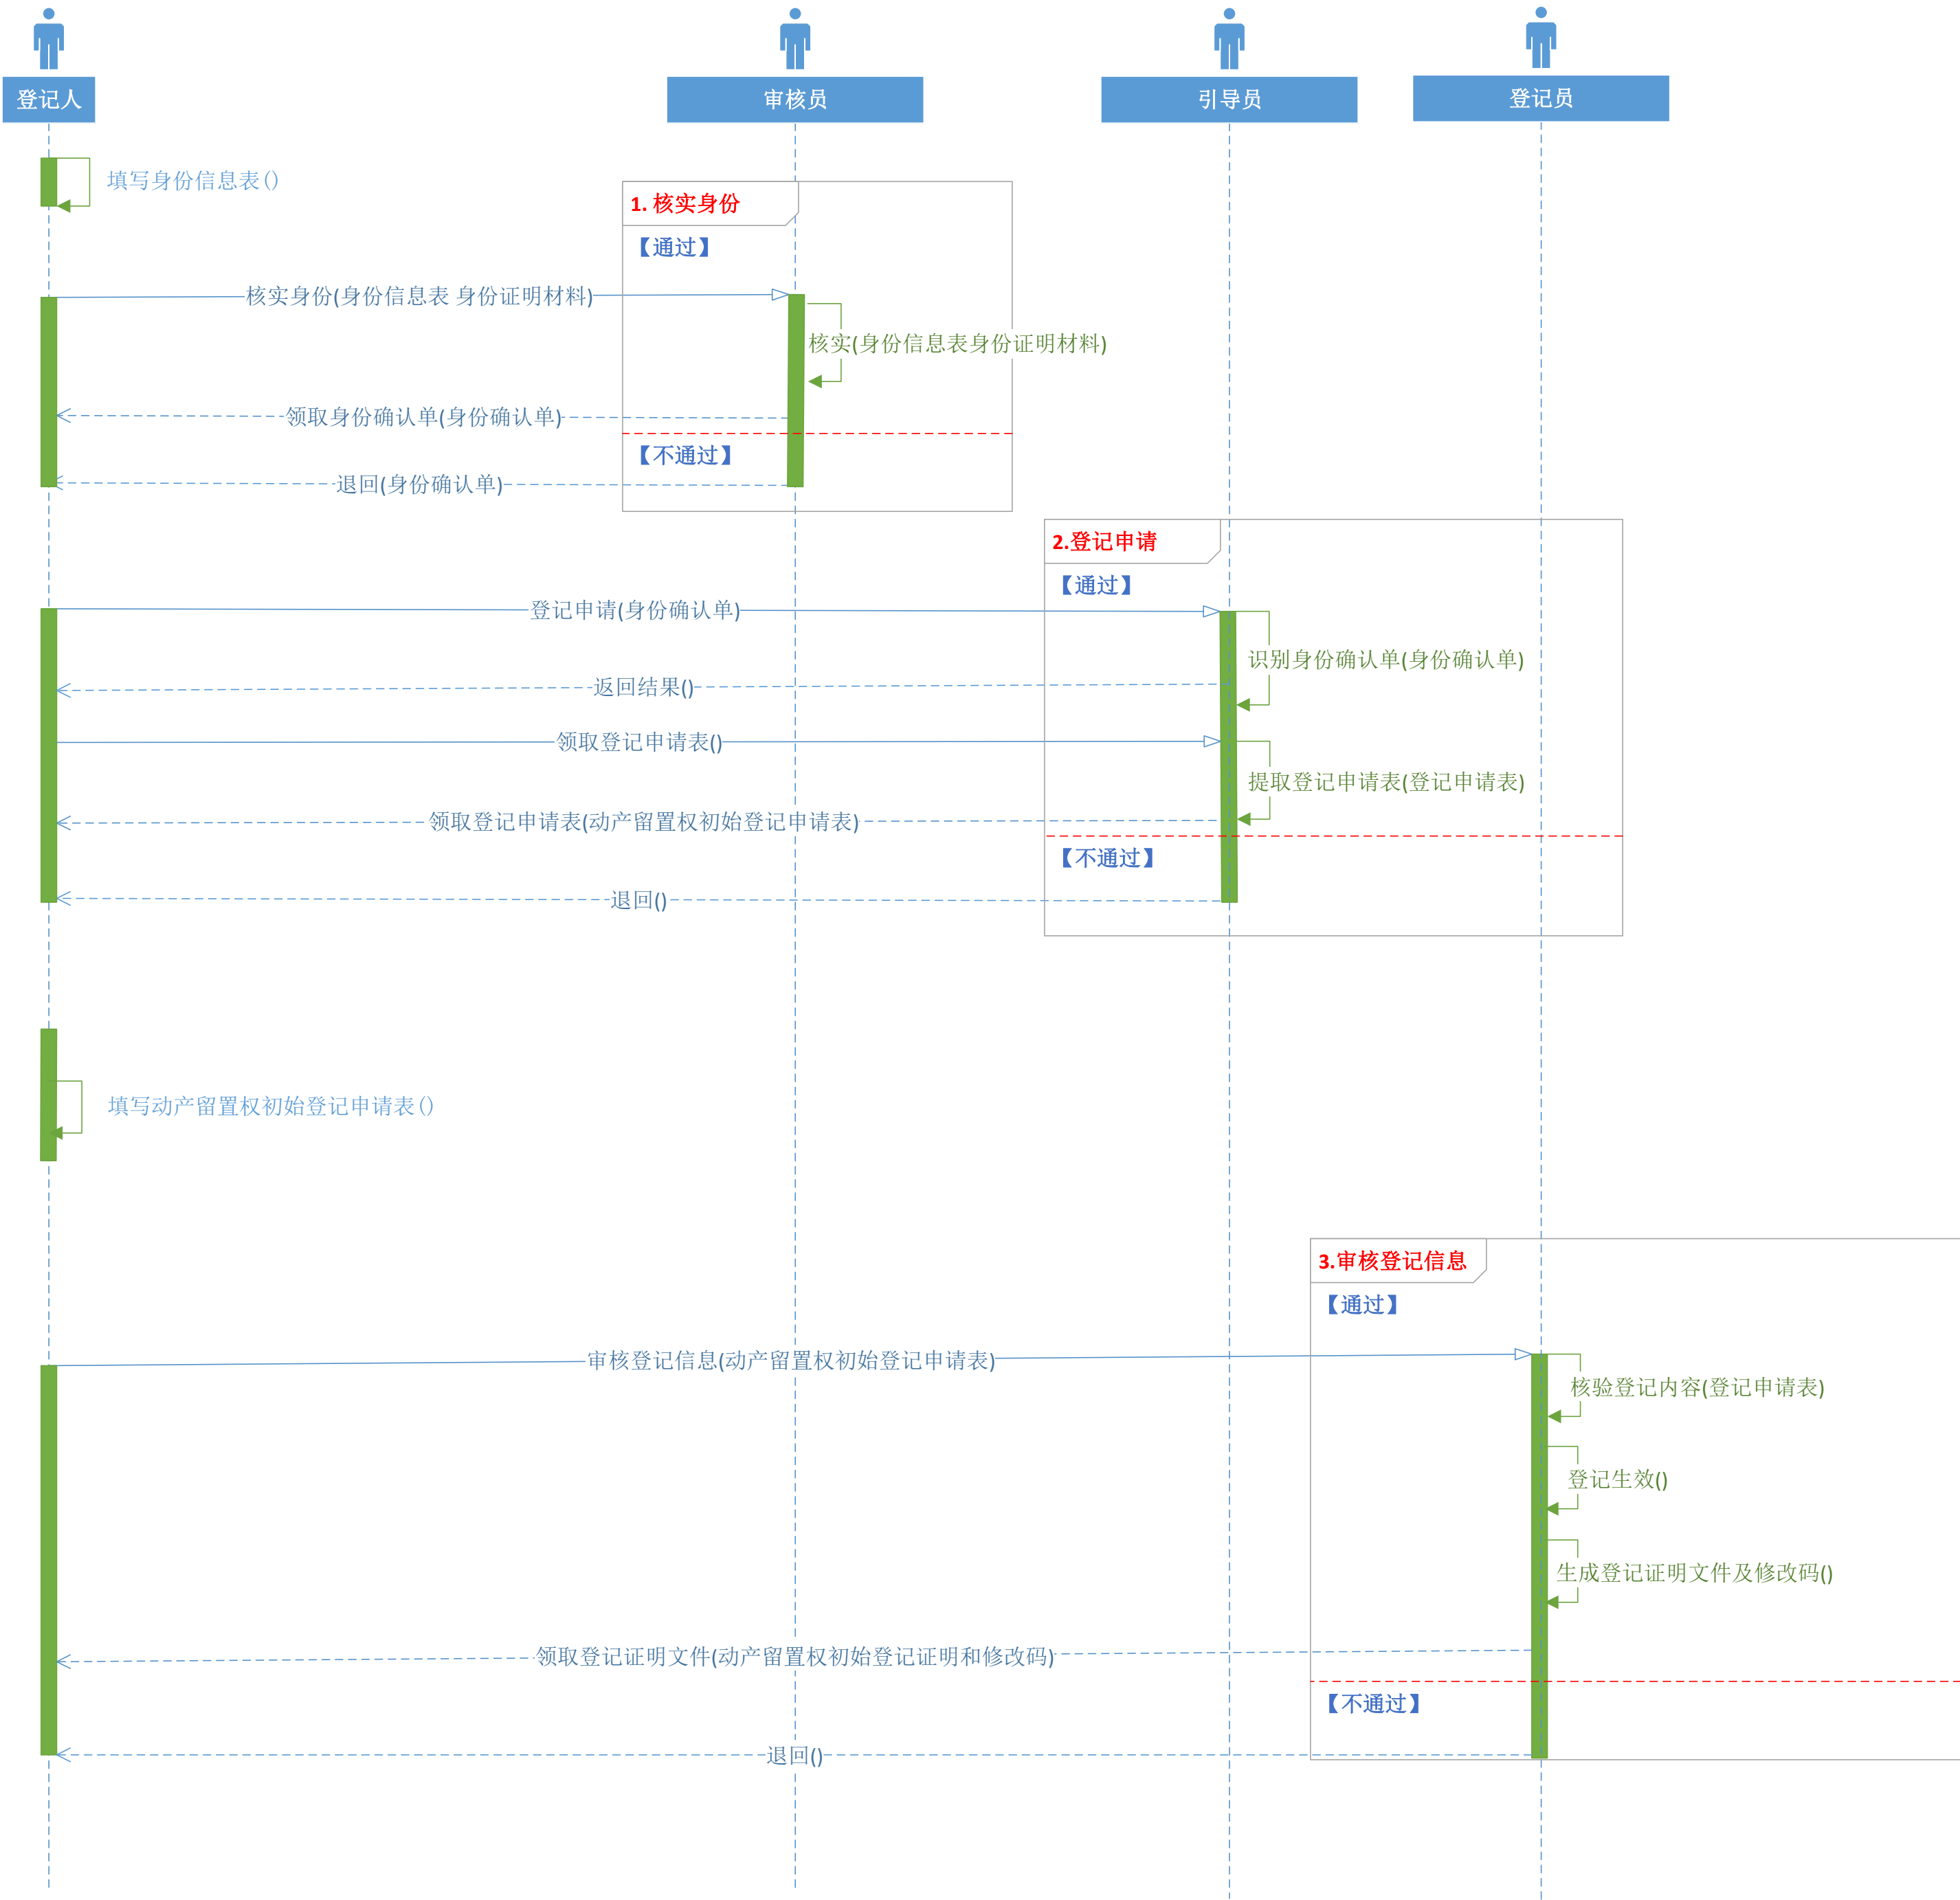 登记人
审核员
引导员
登记员
填写身份信息表()
1. 核实身份
【通过】
核实身份(身份信息表 身份证明材料)
核实(身份信息表身份证明材料)
领取身份确认单(身份确认单)
【不通过】
退回(身份确认单)
2.登记申请
【通过】
登记申请(身份确认单)
识别身份确认单(身份确认单)
返回结果()
领取登记申请表()
提取登记申请表(登记申请表)
领取登记申请表(动产留置权初始登记申请表)
【不通过】
退回()
填写动产留置权初始登记申请表()
3.审核登记信息
【通过】
审核登记信息(动产留置权初始登记申请表)
核验登记内容(登记申请表)
登记生效()
生成登记证明文件及修改码()
领取登记证明文件(动产留置权初始登记证明和修改码)
【不通过】
退回()